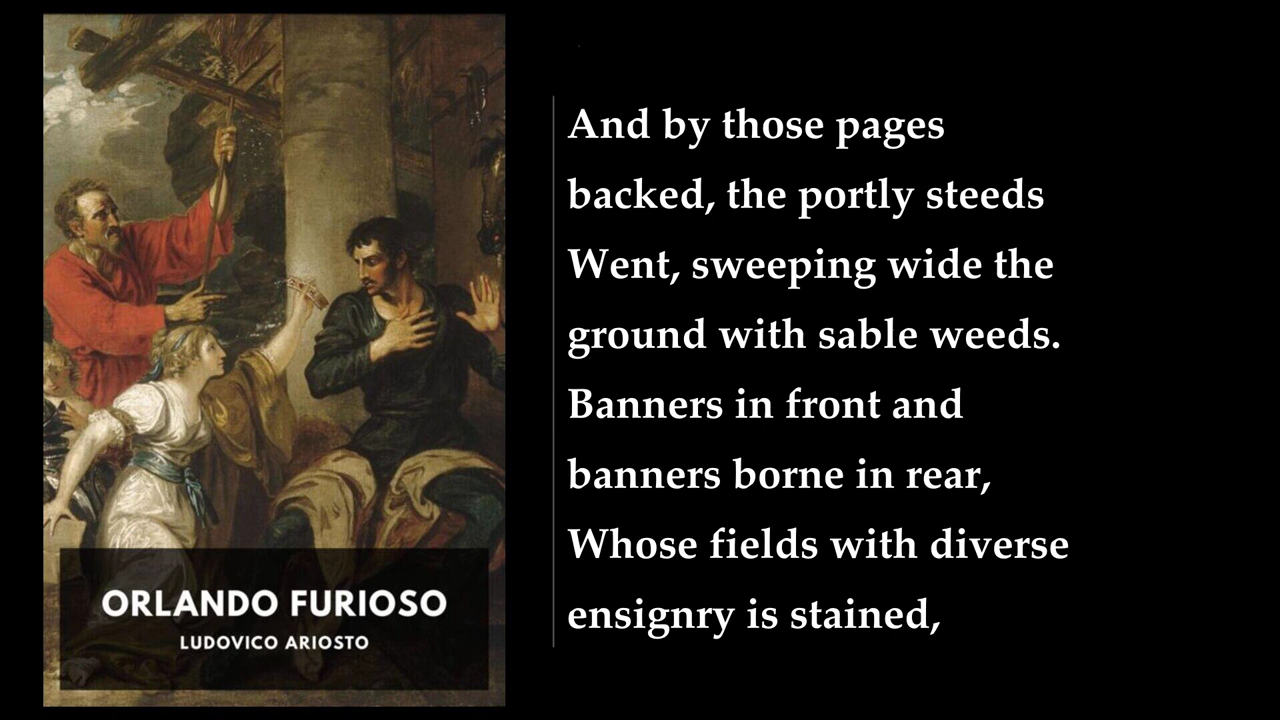 ORLANDO FURIOSO
LUDOVICO ARIOSTO
And by those pages
backed, the portly steeds
Went, sweeping wide the
ground with sable weeds.
Banners in front and
banners borne in rear,
Whose fields with diverse
ensignry is stained,